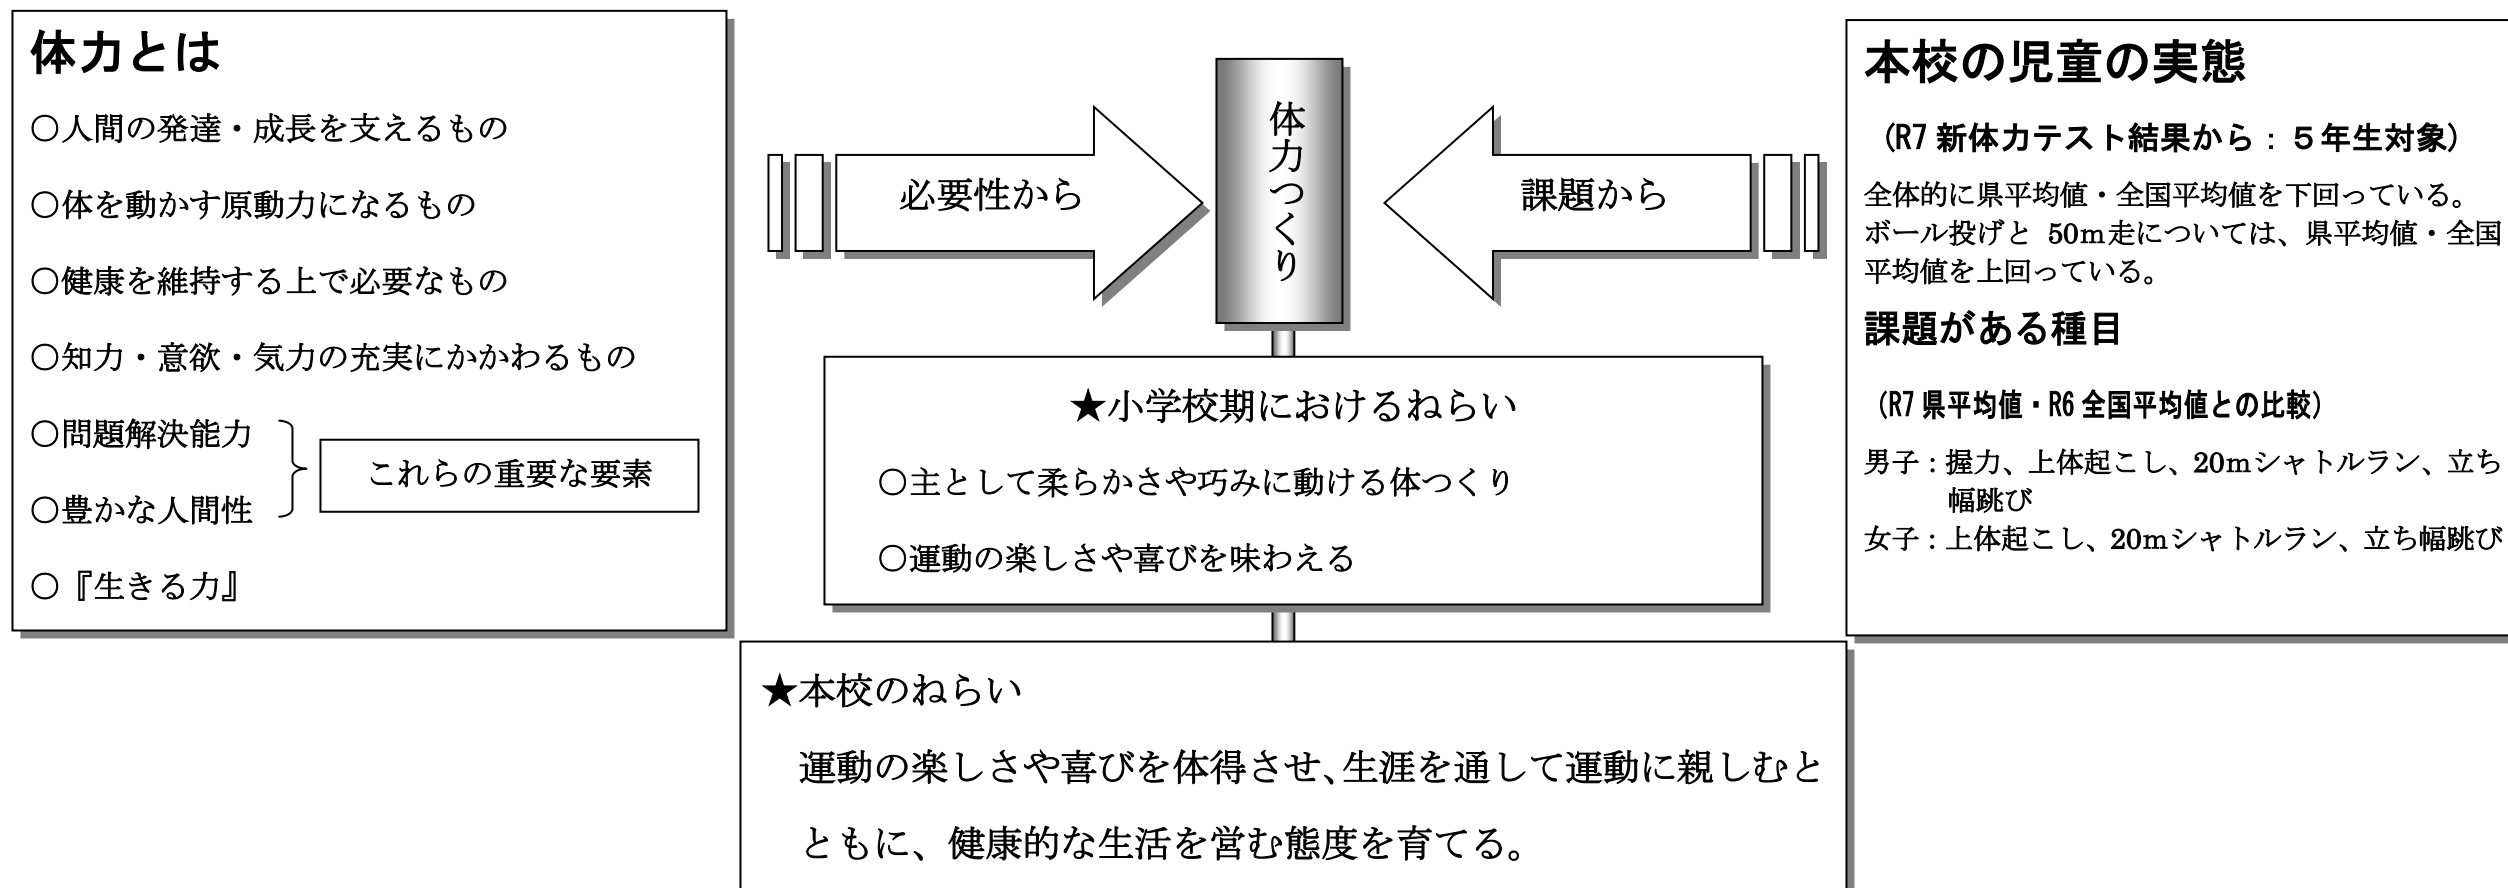 体力とは
○人間の発達・成長を支えるもの
○体を動かす原動力になるもの
○健康を維持する上で必要なもの
○知力・意欲・気力の充実にかかわるもの
○問題解決能力
○豊かな人間性
これらの重要な要素
○『生きる力』
必要性から
体力つくり
課題から
★小学校期におけるねらい
○主として柔らかさや巧みに動ける体つくり
○運動の楽しさや喜びを味わえる
★本校のねらい
運動の楽しさや喜びを体得させ、生涯を通して運動に親しむと
ともに、健康的な生活を営む態度を育てる。
本校の児童の実態
（R7 新体力テスト結果から：５年生対象）
全体的に県平均値・全国平均値を下回っている。
ボール投げと 50m走については、県平均値・全国
平均値を上回っている。
課題がある種目
（R7 県平均値・R6 全国平均値との比較）
男子：握力、上体起こし、20mシャトルラン、立ち
幅跳び
女子：上体起こし、20mシャトルラン、立ち幅跳び